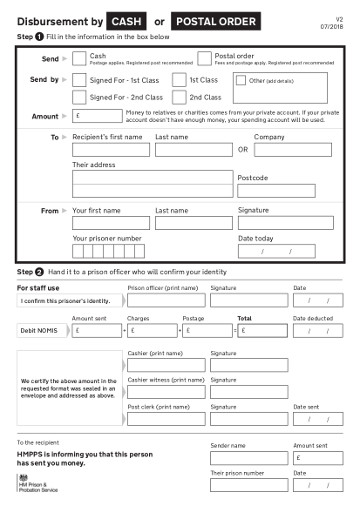 Disbursement by CASH or POSTAL ORDER
V2
07/2018
Step 1 Fill in the information in the box below
Send
Cash
Postage applies, Registered post recommended
Postal order
Fees and postage apply. Registered post recommended
Send by
Signed For - 1st Class
1st Class
Other (add details)
Signed For - 2nd Class
2nd Class
Amount
£
Money to relatives or charities comes from your private account. If your private
account doesn't have enough money, your spending account will be used.
To
Recipient's first name
Last name
Company
OR
Their address
Postcode
From
Your first name
Last name
Signature
Your prisoner number
Date today
/ /
Step 2 Hand it to a prison officer who will confirm your identity
For staff use
Prison officer (print name)
Signature
Date
I confirm this prisoner's identity.
/ /
Amount sent
Charges
Postage
Total
Date deducted
Debit NOMIS
£ + £ + £ = £
/ /
Cashier (print name)
Signature
We certify the above amount in the
requested format was sealed in an
envelope and addressed as above.
Cashier witness (print name)
Signature
Post clerk (print name)
Signature
Date sent
/ /
To the recipient
HMPPS is informing you that this person
has sent you money.
Sender name
Amount sent
£
Their prison number
Date
/ /
HM Prison &
Probation Service